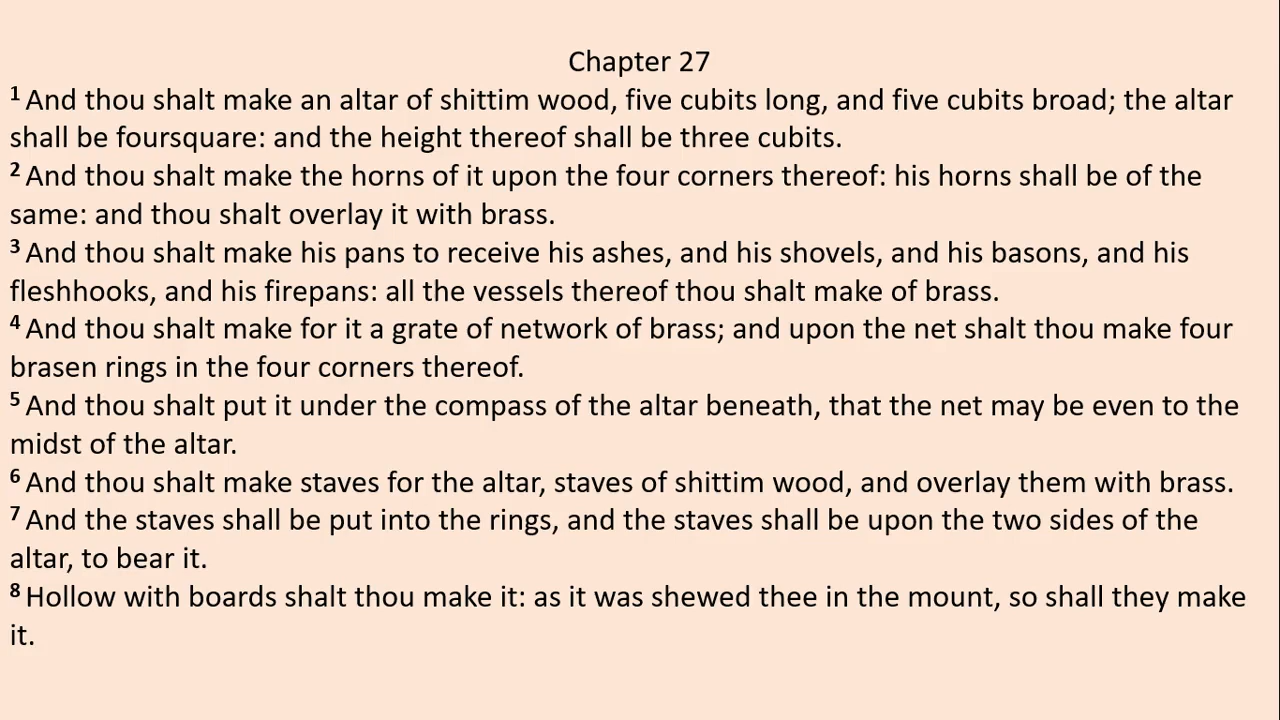 Chapter 27
1 And thou shalt make an altar of shittim wood, five cubits long, and five cubits broad; the altar
shall be foursquare: and the height thereof shall be three cubits.
2 And thou shalt make the horns of it upon the four corners thereof: his horns shall be of the
same: and thou shalt overlay it with brass.
3 And thou shalt make his pans to receive his ashes, and his shovels, and his basons, and his
fleshhooks, and his firepans: all the vessels thereof thou shalt make of brass.
4 And thou shalt make for it a grate of network of brass; and upon the net shalt thou make four
brasen rings in the four corners thereof.
5 And thou shalt put it under the compass of the altar beneath, that the net may be even to the
midst of the altar.
6 And thou shalt make staves for the altar, staves of shittim wood, and overlay them with brass.
7 And the staves shall be put into the rings, and the staves shall be upon the two sides of the
altar, to bear it.
8 Hollow with boards shalt thou make it: as it was shewed thee in the mount, so shall they make
it.